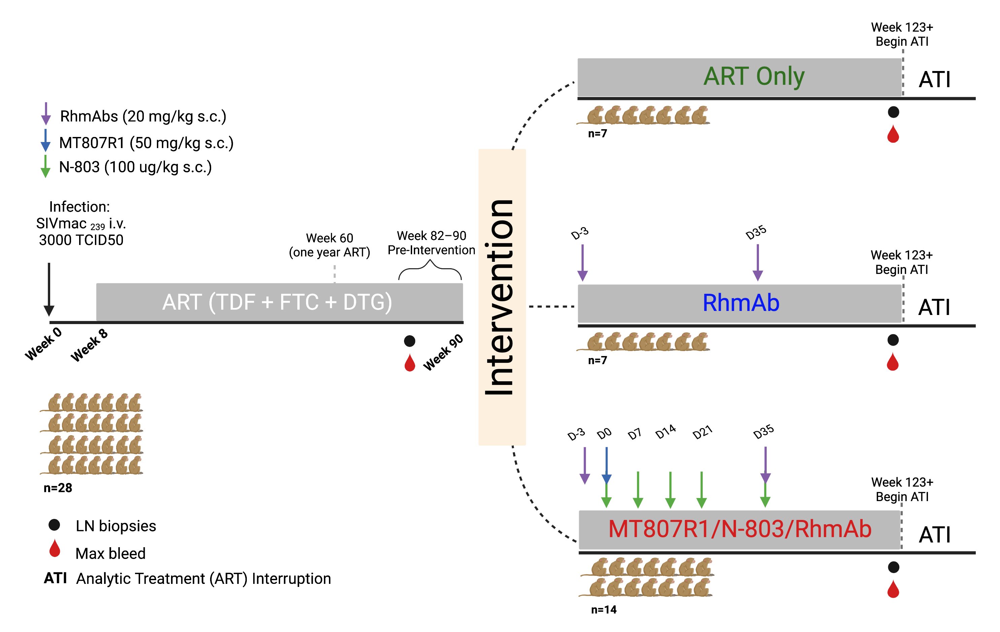 RhmAbs (20 mg/kg s.c.)
MT807R1 (50 mg/kg s.c.)
N-803 (100 ug/kg s.c.)
Infection:
SIVmac 239 i.v.
3000 TCID50
Week 60
(one year ART)
Week 82–90
Pre-Intervention
ART (TDF + FTC + DTG)
Week 0
Week 8
Week 90
n=28
LN biopsies
Max bleed
ATI Analytic Treatment (ART) Interruption
Intervention
Week 123+
Begin ATI
ART Only
ATI
n=7
D-3
D35
Week 123+
Begin ATI
RhmAb
ATI
n=7
D-3
D0
D7
D14
D21
D35
Week 123+
Begin ATI
MT807R1/N-803/RhmAb
ATI
n=14